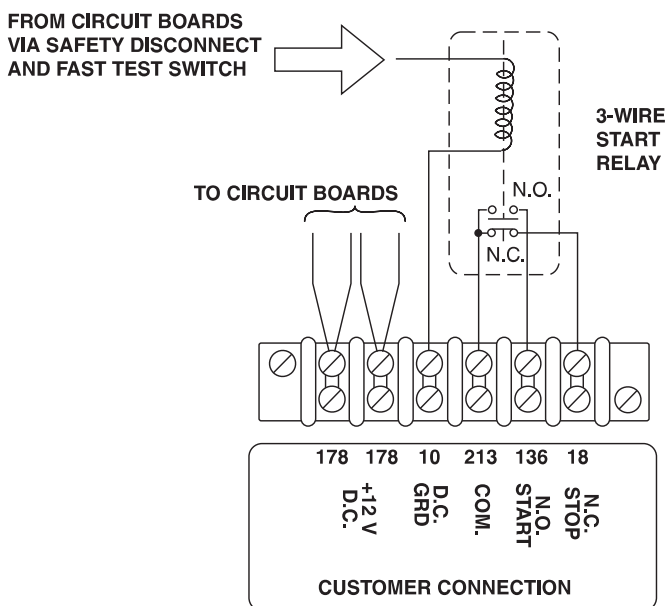 FROM CIRCUIT BOARDS
VIA SAFETY DISCONNECT
AND FAST TEST SWITCH
3-WIRE
START
RELAY
N.O.
TO CIRCUIT BOARDS
N.C.
178 178 10 213 136 18
+12 V
D.C.
D.C.
GRD
COM.
N.O.
START
N.C.
STOP
CUSTOMER CONNECTION